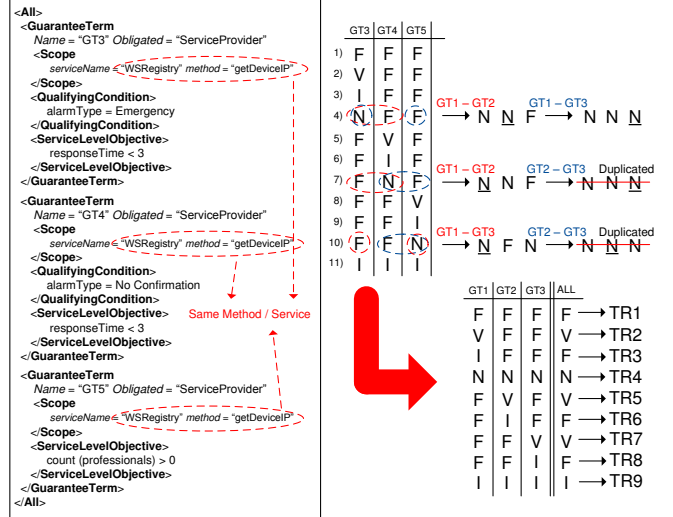 <All>
<GuaranteeTerm
Name = “GT3” Obligated = “ServiceProvider”
<Scope
serviceName = “WSRegistry” method = “getDeviceIP”
</Scope>
<QualifyingCondition>
alarmType = Emergency
</QualifyingCondition>
<ServiceLevelObjective>
responseTime < 3
</ServiceLevelObjective>
</GuaranteeTerm>
<GuaranteeTerm
Name = “GT4” Obligated = “ServiceProvider”
<Scope
serviceName = “WSRegistry” method = “getDeviceIP”
</Scope>
<QualifyingCondition>
alarmType = No Confirmation
</QualifyingCondition>
<ServiceLevelObjective>
Same Method / Service
responseTime < 3
</ServiceLevelObjective>
</GuaranteeTerm>
<GuaranteeTerm
Name = “GT5” Obligated = “ServiceProvider”
<Scope
serviceName = “WSRegistry” method = “getDeviceIP”
</Scope>
<ServiceLevelObjective>
count (professionals) > 0
</ServiceLevelObjective>
</GuaranteeTerm>
</All>
GT3 GT4 GT5
1) F F F
2) V F F
3) I F F
4) N F F GT1 – GT2 N N F GT1 – GT3 N N N
5) F V F
6) F I F
7) F N F GT1 – GT2 N N F GT2 – GT3 Duplicated N N N
8) F F V
9) F F I
10) F F N GT1 – GT3 N F N GT2 – GT3 Duplicated N N N
11) I I I
GT1 GT2 GT3 ALL
F F F F TR1
V F F V TR2
I F F F TR3
N N N N TR4
F V F V TR5
F I F F TR6
F F V V TR7
F F I F TR8
I I I I TR9